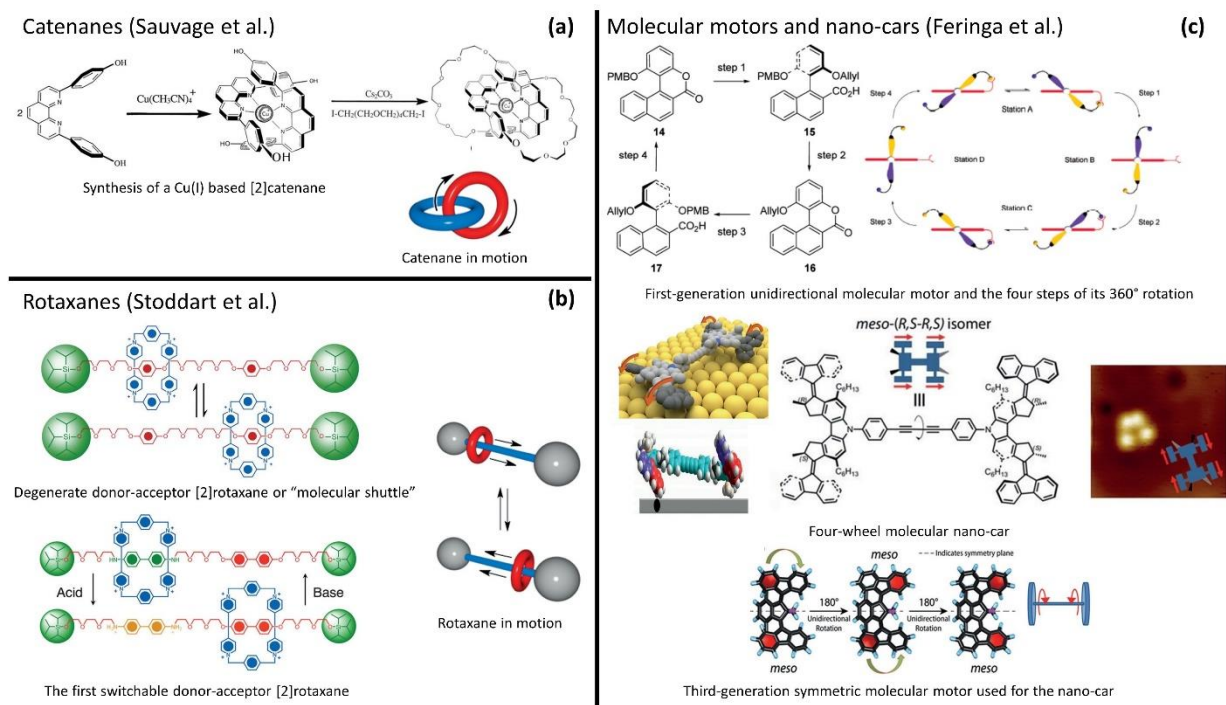 Catenanes (Sauvage et al.)
(a)
2
OH
OH
Cu(CH3CN)4+
Cu
OH
HO
OH
Cs2CO3
I-CH2(CH2OCH2)4CH2-I
Cu
Synthesis of a Cu(I) based [2]catenane
Catenane in motion
Rotaxanes (Stoddart et al.)
(b)
Degenerate donor-acceptor [2]rotaxane or “molecular shuttle”
Acid
Base
The first switchable donor-acceptor [2]rotaxane
Rotaxane in motion
Molecular motors and nano-cars (Feringa et al.)
(c)
PMBO
O
O
14
step 1
PMBO
OAllyl
CO2H
15
step 4
step 2
AllylO
OPMB
CO2H
17
step 3
AllylO
O
O
16
Step 4
Station A
Step 1
Station D
Station B
Step 3
Station C
Step 2
First-generation unidirectional molecular motor and the four steps of its 360° rotation
meso-(R,S-R,S) isomer
C6H13
C6H13
(R)
(R)
N
N
(S)
(S)
C6H13
C6H13
Four-wheel molecular nano-car
meso
Indicates symmetry plane
180°
Unidirectional
Rotation
180°
Unidirectional
Rotation
meso
meso
Third-generation symmetric molecular motor used for the nano-car